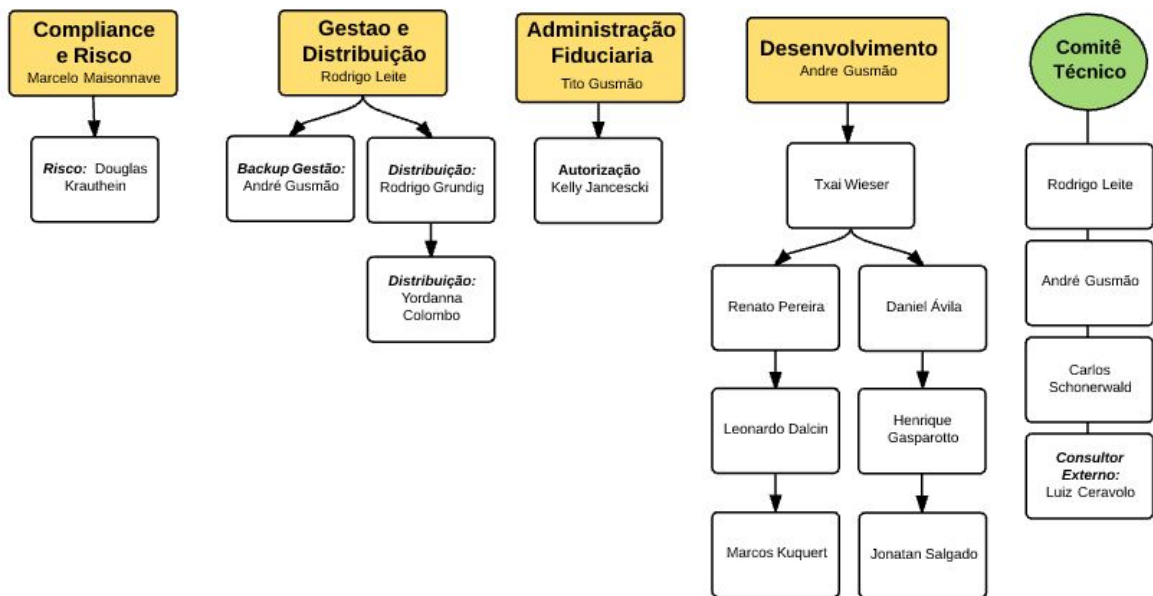 Compliance
e Risco
Marcelo Maisonnave
Risco: Douglas
Krauthein
Gestao e
Distribuição
Rodrigo Leite
Backup Gestão:
André Gusmão
Distribuição:
Rodrigo Grundig
Distribuição:
Yordanna
Colombo
Administração
Fiduciaria
Tito Gusmão
Autorização
Kelly Jancescki
Desenvolvimento
Andre Gusmão
Txai Wieser
Renato Pereira
Leonardo Dalcin
Marcos Kuquert
Daniel Ávila
Henrique
Gasparotto
Jonatan Salgado
Comitê
Técnico
Rodrigo Leite
André Gusmão
Carlos
Schonerwald
Consultor
Externo:
Luiz Ceravolo